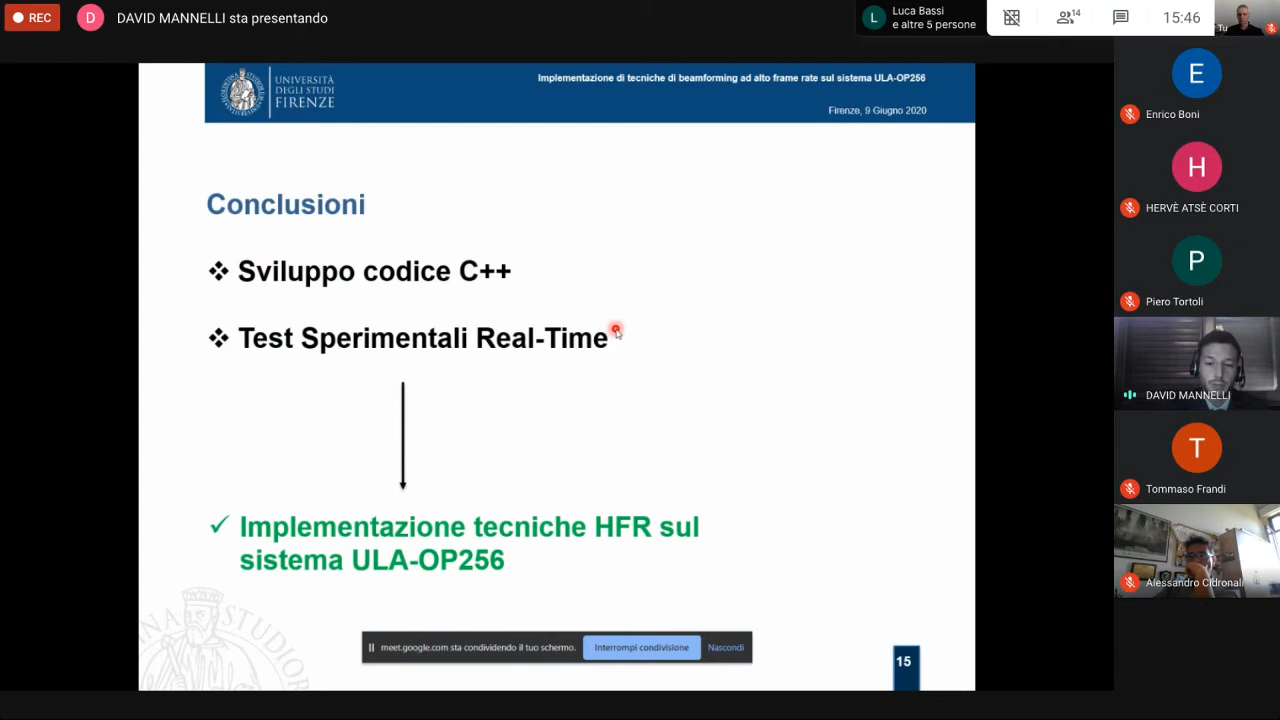 REC
D
DAVID MANNELLI sta presentando
L
Luca Bassi
e altre 5 persone
14
15:46
Tu
UNIVERSITÀ
DEGLI STUDI
FIRENZE
Implementazione di tecniche di beamforming ad alto frame rate sul sistema ULA-OP256
Firenze, 9 Giugno 2020
Conclusioni
❖ Sviluppo codice C++
❖ Test Sperimentali Real-Time
✓ Implementazione tecniche HFR sul
sistema ULA-OP256
meet.google.com sta condividendo il tuo schermo.
Interrompi condivisione
Nascondi
15
E
Enrico Boni
H
HERVÈ ATSÈ CORTI
P
Piero Tortoli
DAVID MANNELLI
T
Tommaso Frandi
Alessandro Cidronali